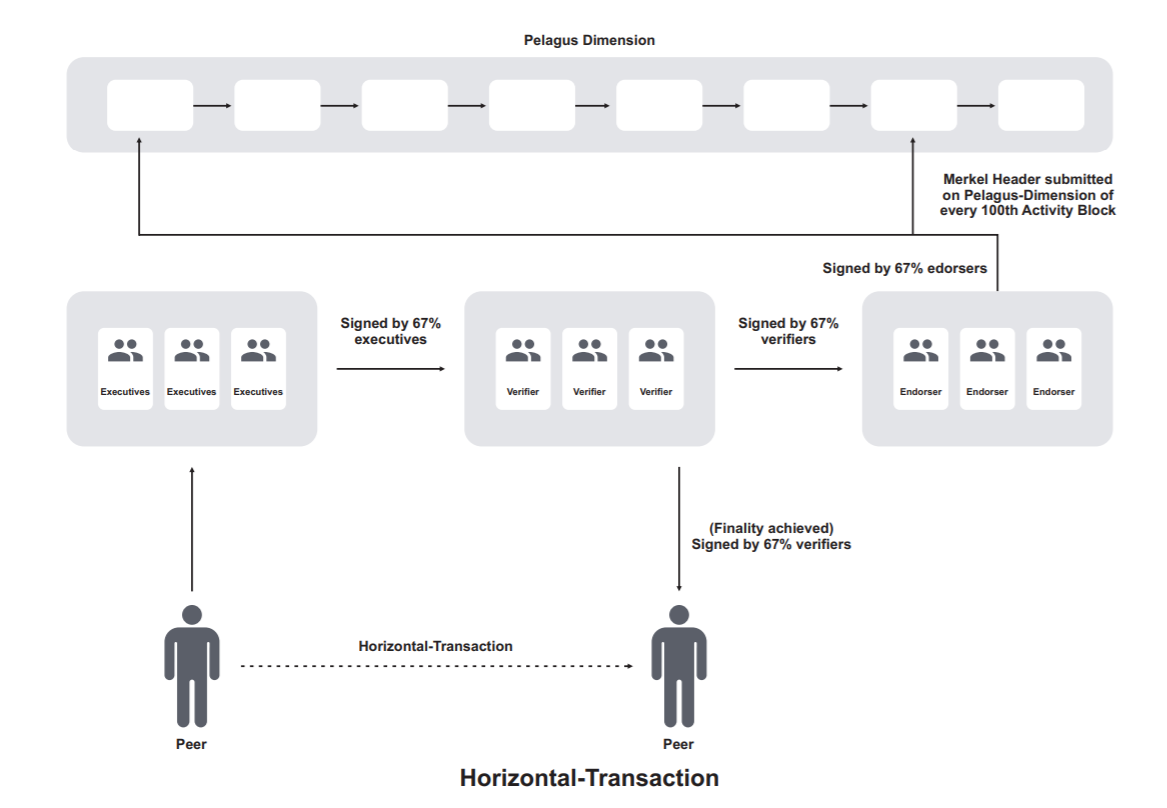 Pelagus Dimension
Merkel Header submitted
on Pelagus-Dimension of
every 100th Activity Block
Signed by 67% edorsers
Signed by 67%
executives
Signed by 67%
verifiers
Executives
Executives
Executives
Verifier
Verifier
Verifier
Endorser
Endorser
Endorser
(Finality achieved)
Signed by 67% verifiers
Horizontal-Transaction
Peer
Peer
Horizontal-Transaction